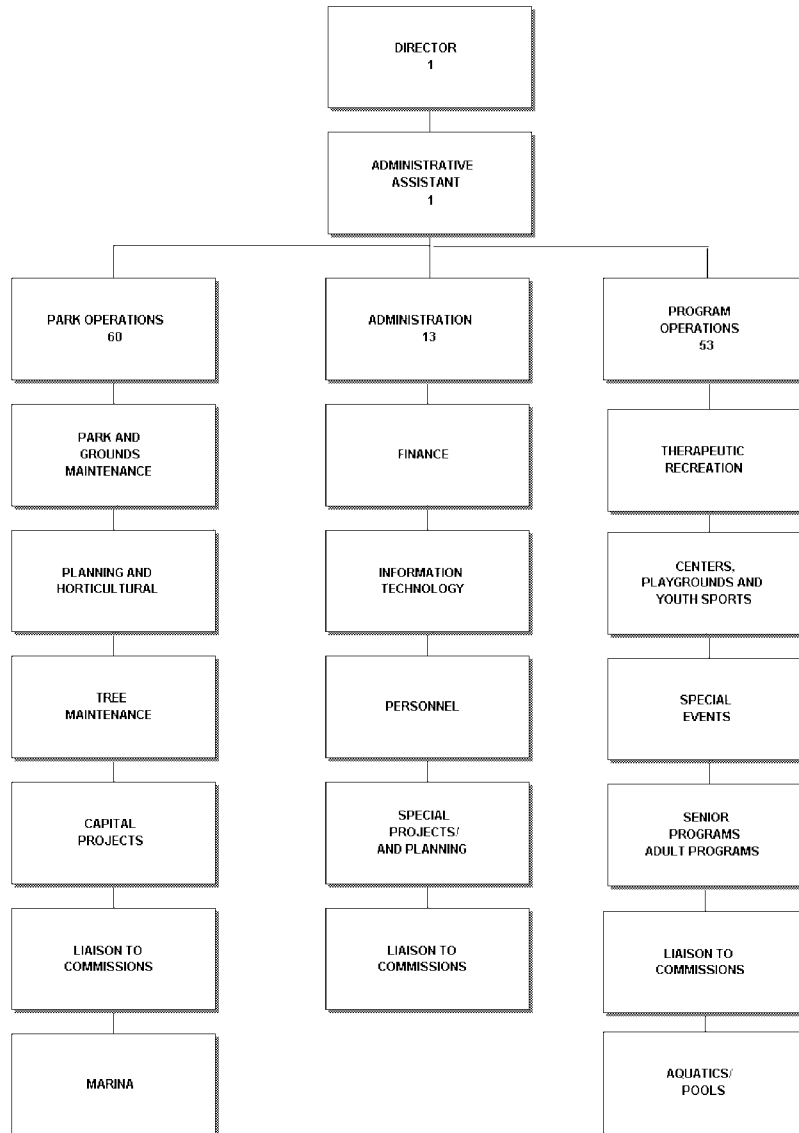 DIRECTOR
1
ADMINISTRATIVE
ASSISTANT
1
PARK OPERATIONS
60
ADMINISTRATION
13
PROGRAM
OPERATIONS
53
PARK AND
GROUNDS
MAINTENANCE
FINANCE
THERAPEUTIC
RECREATION
PLANNING AND
HORTICULTURAL
INFORMATION
TECHNOLOGY
CENTERS,
PLAYGROUNDS AND
YOUTH SPORTS
TREE
MAINTENANCE
PERSONNEL
SPECIAL
EVENTS
CAPITAL
PROJECTS
SPECIAL
PROJECTS/
AND PLANNING
SENIOR
PROGRAMS
ADULT PROGRAMS
LIAISON TO
COMMISSIONS
LIAISON TO
COMMISSIONS
LIAISON TO
COMMISSIONS
MARINA
AQUATICS/
POOLS